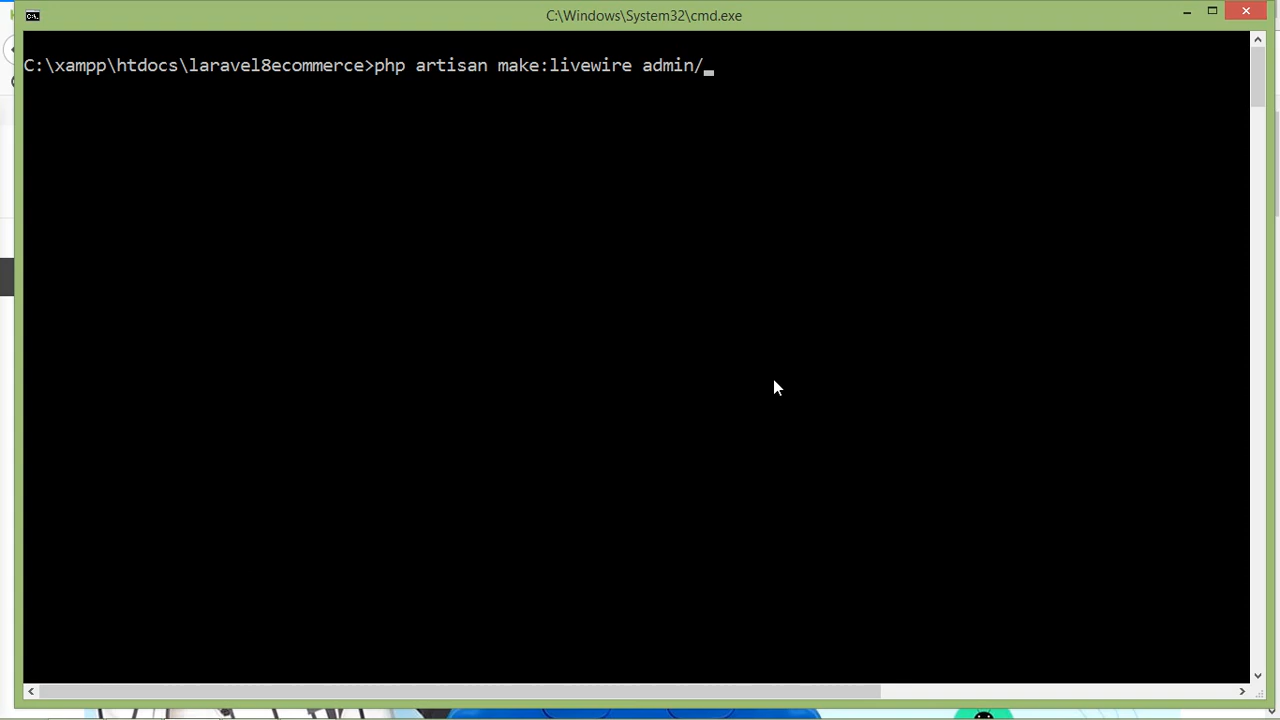 C:\Windows\System32\cmd.exe
C:\xampp\htdocs\laravel8ecommerce>php artisan make:livewire admin/